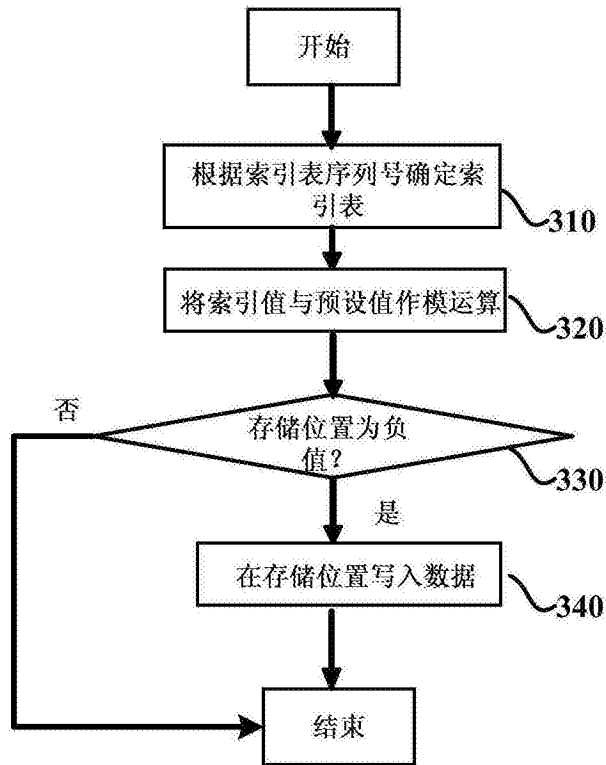 开始
根据索引表序列号确定索
引表
310
将索引值与预设值作模运算
320
否
存储位置为负
值?
330
是
在存储位置写入数据
340
结束